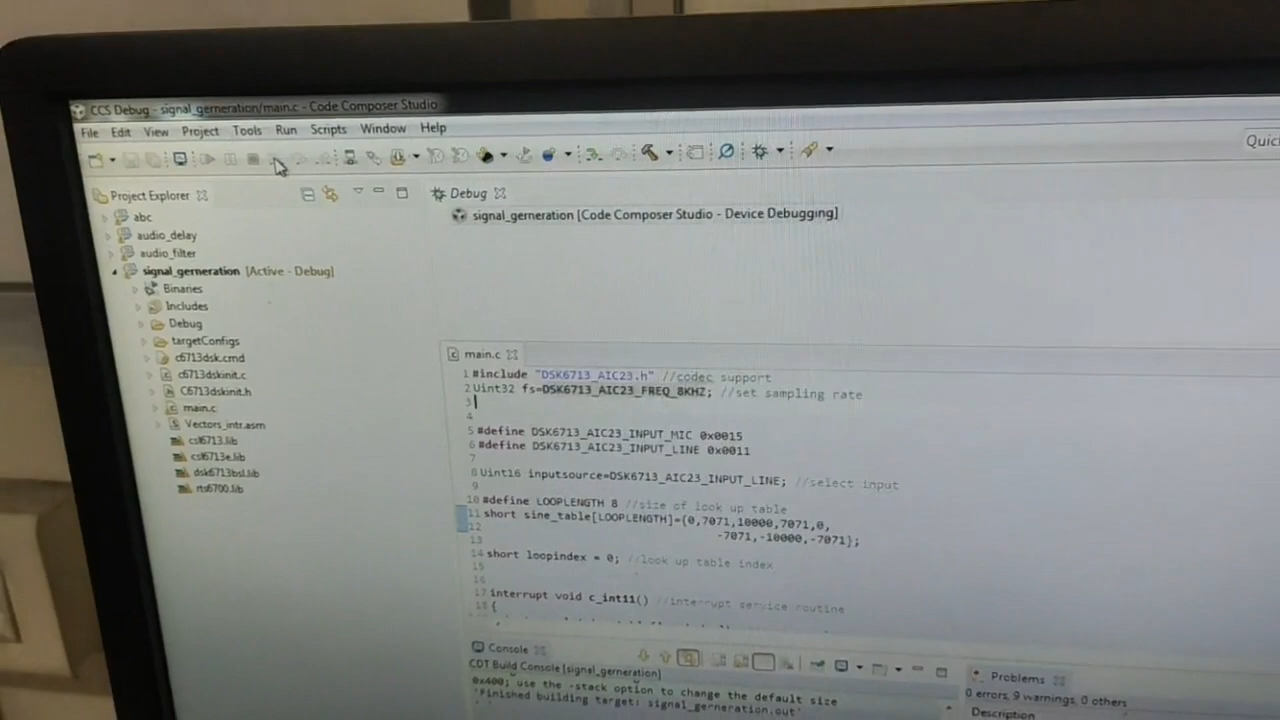 CCS Debug - signal_gerneration/main.c - Code Composer Studio
File Edit View Project Tools Run Scripts Window Help
Quic
Project Explorer
abc
audio_delay
audio_filter
signal_gerneration [Active - Debug]
Binaries
Includes
Debug
targetConfigs
c6713dsk.cmd
c6713dskinit.c
C6713dskinit.h
main.c
Vectors_intr.asm
csl6713.lib
csl6713e.lib
dsk6713bsl.lib
rts6700.lib
Debug
signal_gerneration [Code Composer Studio - Device Debugging]
main.c
1 #include "DSK6713_AIC23.h" //codec support
2 Uint32 fs=DSK6713_AIC23_FREQ_8KHZ; //set sampling rate
3
4
5 #define DSK6713_AIC23_INPUT_MIC 0x0015
6 #define DSK6713_AIC23_INPUT_LINE 0x0011
7
8 Uint16 inputsource=DSK6713_AIC23_INPUT_LINE; //select input
9
10 #define LOOPLENGTH 8 //size of look up table
11 short sine_table[LOOPLENGTH]={0,7071,10000,7071,0,
12 -7071,-10000,-7071};
13
14 short loopindex = 0; //look up table index
15
16
17 interrupt void c_int11() //interrupt service routine
18 {
Console
CDT Build Console [signal_gerneration]
0x400; use the -stack option to change the default size
'Finished building target: signal_gerneration.out'
Problems
0 errors, 9 warnings, 0 others
Description